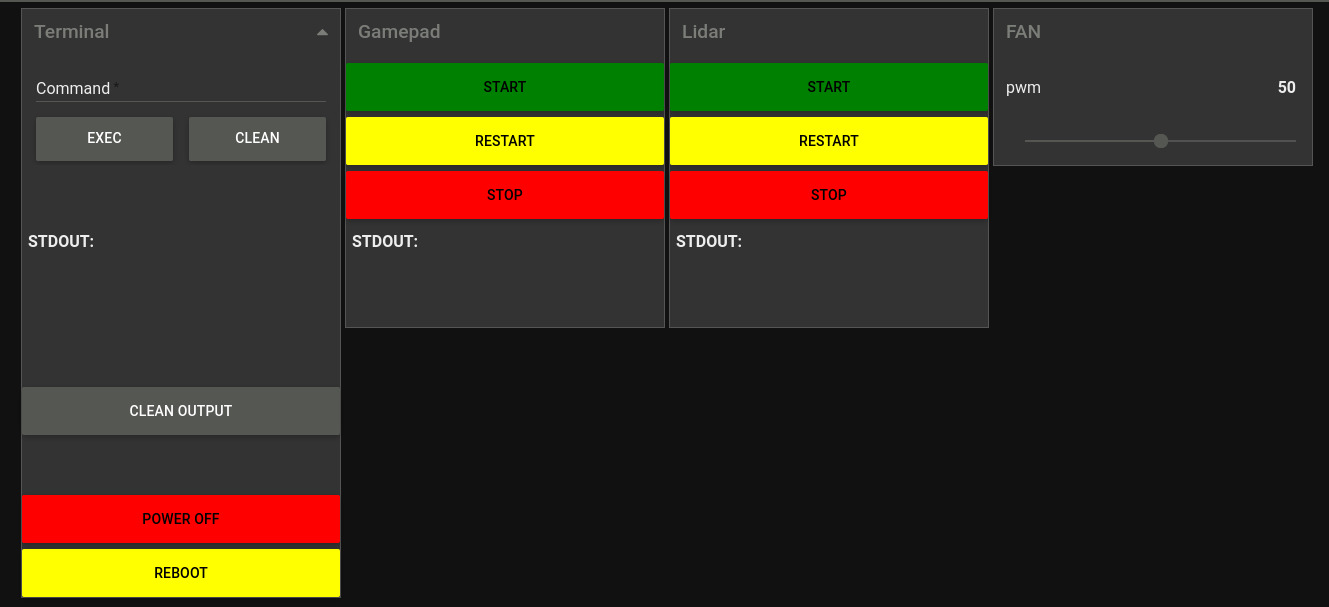 Terminal
Command *
EXEC
CLEAN
STDOUT:
CLEAN OUTPUT
POWER OFF
REBOOT
Gamepad
START
RESTART
STOP
STDOUT:
Lidar
START
RESTART
STOP
STDOUT:
FAN
pwm 50